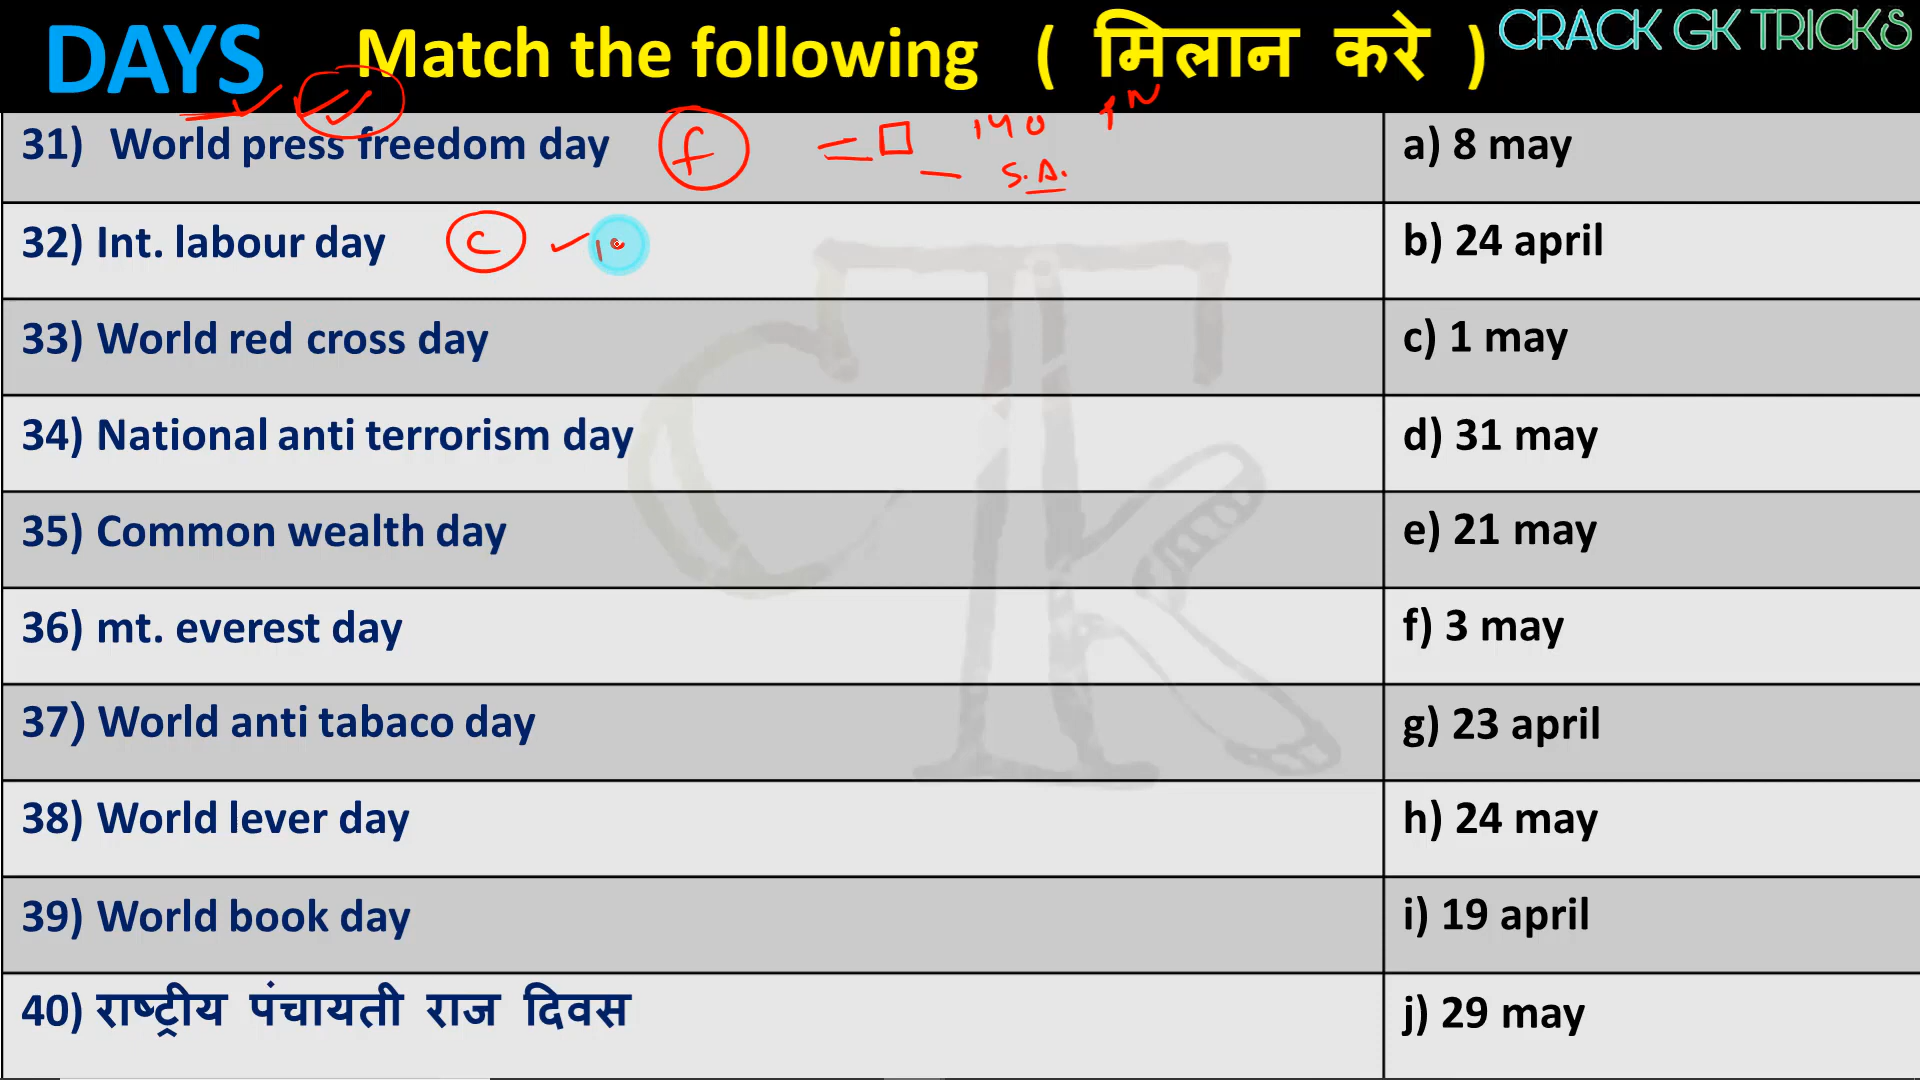 DAYS Match the following ( मिलान करे ) CRACK GK TRICKS
31) World press freedom day f 140 a) 8 may
S.A.
32) Int. labour day c b) 24 april
33) World red cross day c) 1 may
34) National anti terrorism day d) 31 may
35) Common wealth day e) 21 may
36) mt. everest day f) 3 may
37) World anti tabaco day g) 23 april
38) World lever day h) 24 may
39) World book day i) 19 april
40) राष्ट्रीय पंचायती राज दिवस j) 29 may